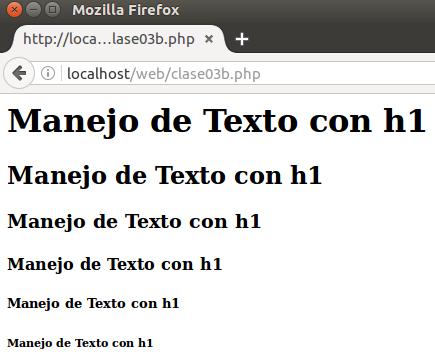 Mozilla Firefox
http://loca...lase03b.php
localhost/web/clase03b.php
Manejo de Texto con h1
Manejo de Texto con h1
Manejo de Texto con h1
Manejo de Texto con h1
Manejo de Texto con h1
Manejo de Texto con h1